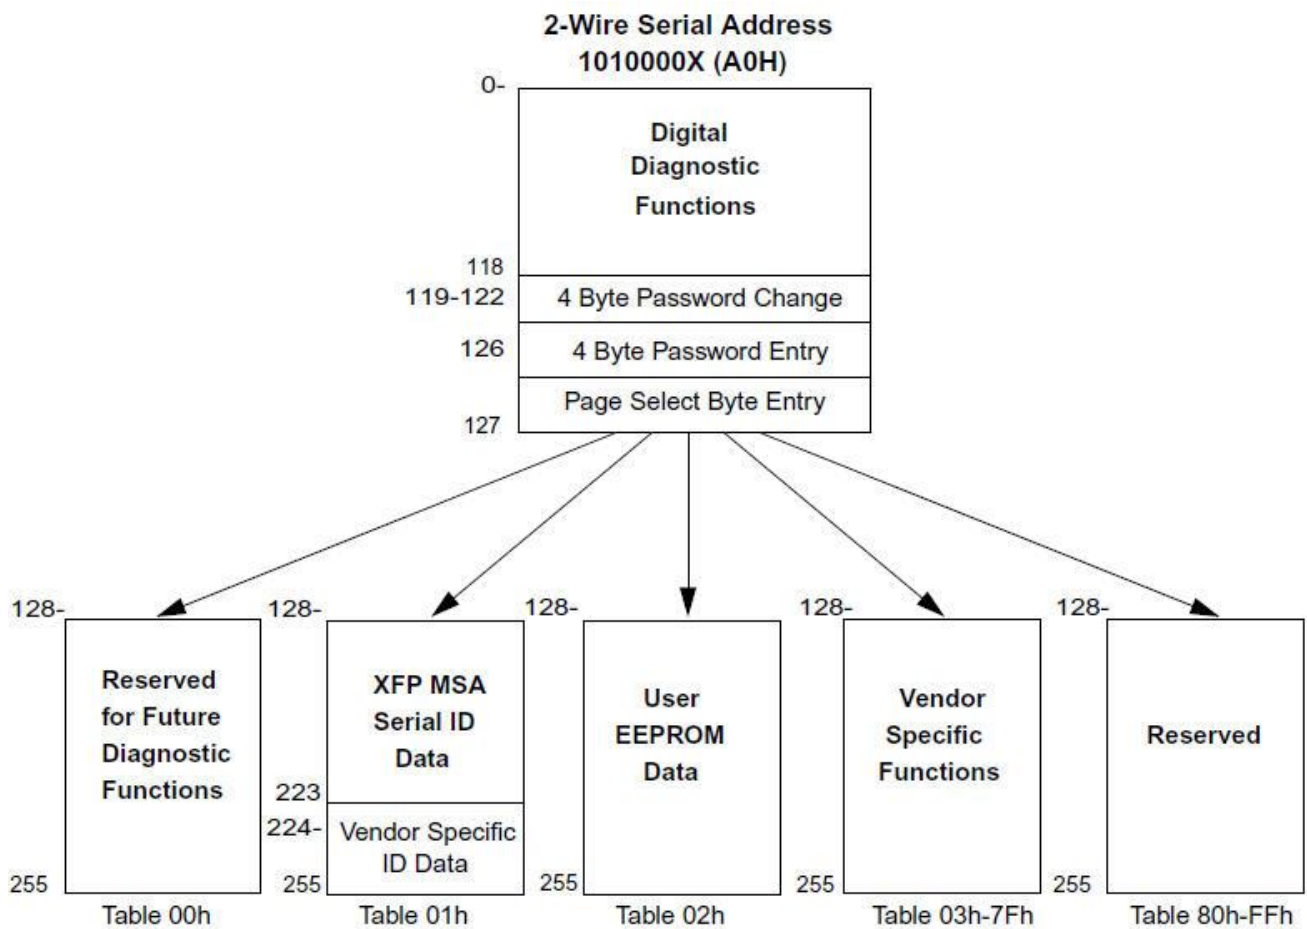 2-Wire Serial Address
1010000X (A0H)
0-
Digital
Diagnostic
Functions
118
119-122
4 Byte Password Change
126
4 Byte Password Entry
Page Select Byte Entry
127
128-
Reserved
for Future
Diagnostic
Functions
255
Table 00h
128-
XFP MSA
Serial ID
Data
223
224-
Vendor Specific
ID Data
255
Table 01h
128-
User
EEPROM
Data
255
Table 02h
128-
Vendor
Specific
Functions
255
Table 03h-7Fh
128-
Reserved
255
Table 80h-FFh